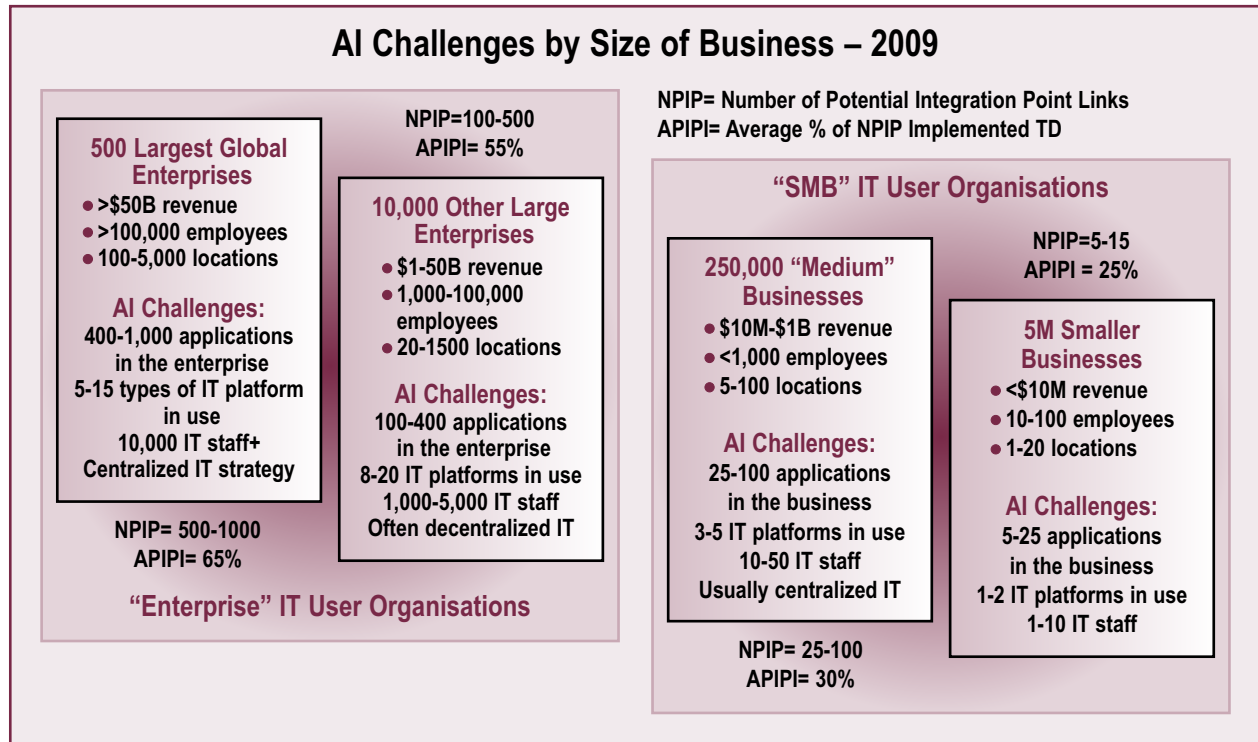 AI Challenges by Size of Business – 2009
NPIP= Number of Potential Integration Point Links
APIPI= Average % of NPIP Implemented TD
500 Largest Global
Enterprises
● >$50B revenue
● >100,000 employees
● 100-5,000 locations
AI Challenges:
400-1,000 applications
in the enterprise
5-15 types of IT platform
in use
10,000 IT staff+
Centralized IT strategy
NPIP= 500-1000
APIPI= 65%
NPIP=100-500
APIPI= 55%
10,000 Other Large
Enterprises
● $1-50B revenue
● 1,000-100,000
employees
● 20-1500 locations
AI Challenges:
100-400 applications
in the enterprise
8-20 IT platforms in use
1,000-5,000 IT staff
Often decentralized IT
“Enterprise” IT User Organisations
“SMB” IT User Organisations
250,000 “Medium”
Businesses
● $10M-$1B revenue
● <1,000 employees
● 5-100 locations
AI Challenges:
25-100 applications
in the business
3-5 IT platforms in use
10-50 IT staff
Usually centralized IT
NPIP= 25-100
APIPI= 30%
NPIP=5-15
APIPI = 25%
5M Smaller
Businesses
● <$10M revenue
● 10-100 employees
● 1-20 locations
AI Challenges:
5-25 applications
in the business
1-2 IT platforms in use
1-10 IT staff